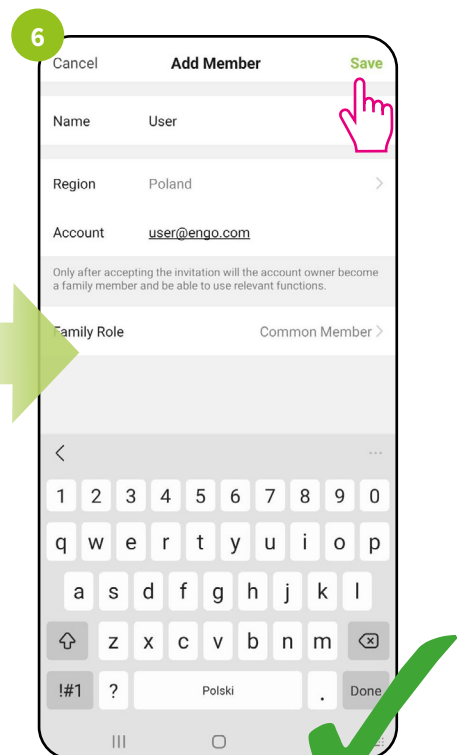 6
Cancel Add Member Save
Name User
Region Poland
Account user@engo.com
Only after accepting the invitation will the account owner become
a family member and be able to use relevant functions.
Family Role Common Member
1 2 3 4 5 6 7 8 9 0
q w e r t y u i o p
a s d f g h j k l
z x c v b n m
!#1 ? Polski . Done